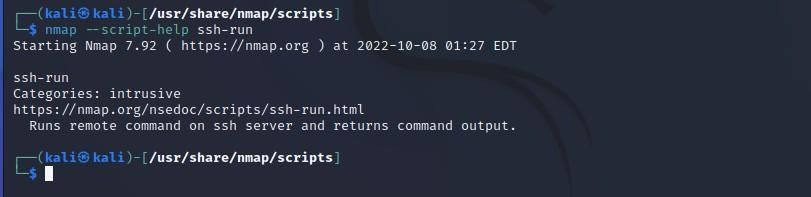 ┌──(kali㉿kali)-[/usr/share/nmap/scripts]
└─$ nmap --script-help ssh-run
Starting Nmap 7.92 ( https://nmap.org ) at 2022-10-08 01:27 EDT

ssh-run
Categories: intrusive
https://nmap.org/nsedoc/scripts/ssh-run.html
  Runs remote command on ssh server and returns command output.

┌──(kali㉿kali)-[/usr/share/nmap/scripts]
└─$